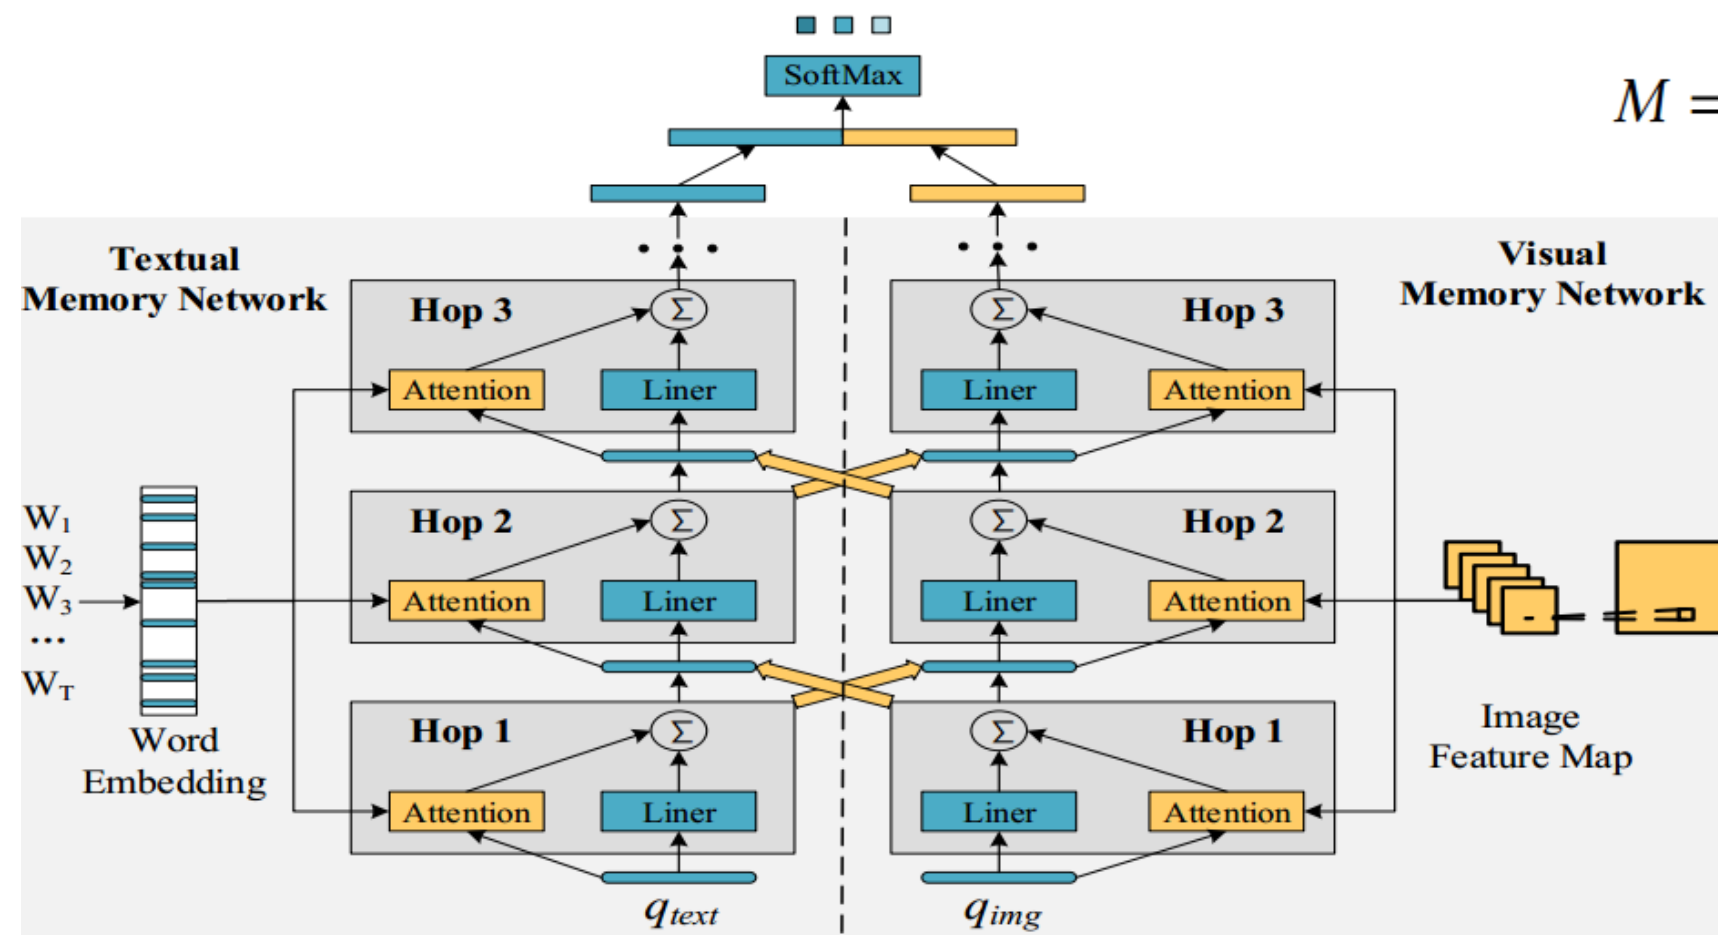 SoftMax
M =
Textual
Memory Network
Visual
Memory Network
Hop 3
Σ
Attention
Liner
Σ
Hop 3
Liner
Attention
Hop 2
Σ
Attention
Liner
Σ
Hop 2
Liner
Attention
W1
W2
W3
...
WT
Word
Embedding
Hop 1
Σ
Attention
Liner
Σ
Hop 1
Liner
Attention
Image
Feature Map
qtext
qimg